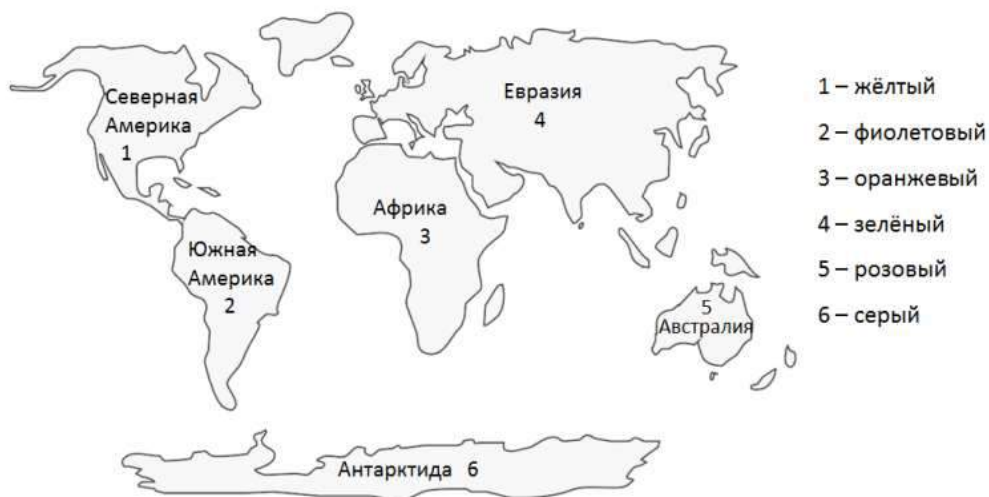 Северная
Америка
1
Евразия
4
Африка
3
Южная
Америка
2
5
Австралия
Антарктида 6
1 – жёлтый
2 – фиолетовый
3 – оранжевый
4 – зелёный
5 – розовый
6 – серый